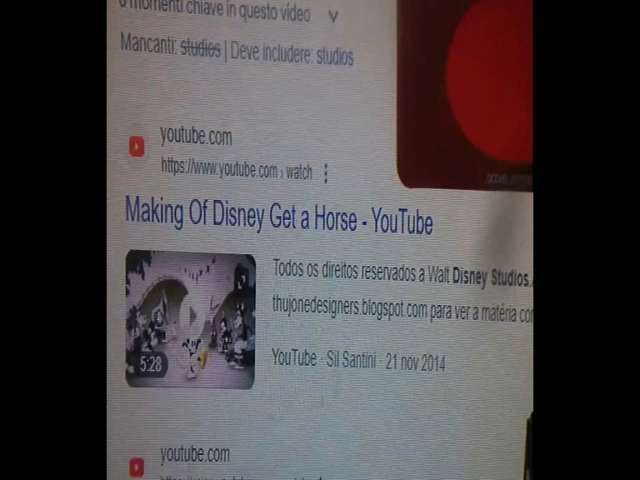 momenti chiave in questo video
Mancanti: studios | Deve includere: studios
youtube.com
https://www.youtube.com › watch
Making Of Disney Get a Horse - YouTube
Todos os direitos reservados a Walt Disney Studios.
thujonedesigners.blogspot.com para ver a matéria
5:28
YouTube · Sil Santini · 21 nov 2014
youtube.com